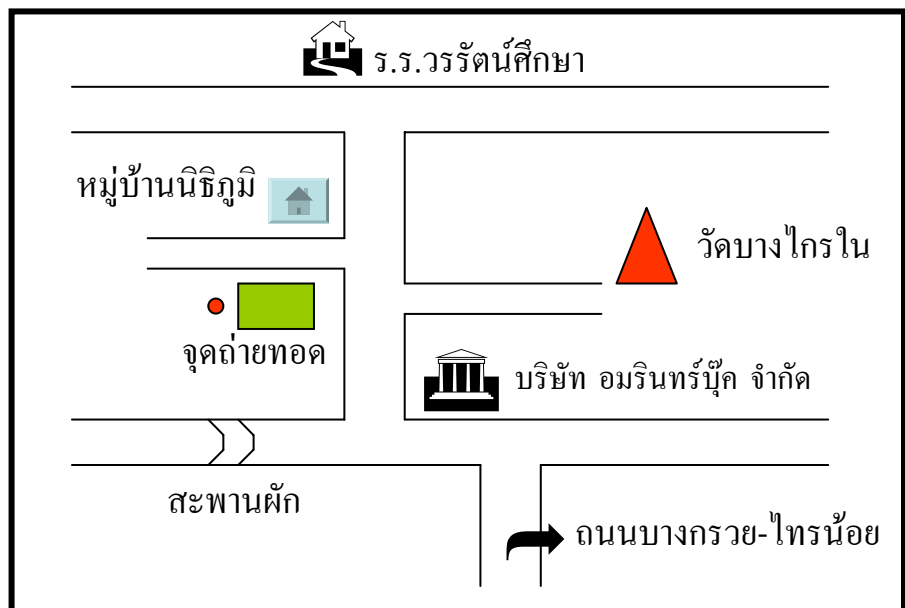 ร.ร.วรรัตน์ศึกษา
หมู่บ้านนิธิภูมิ
วัดบางไกรใน
จุดถ่ายทอด
บริษัท อมรินทร์บุ๊ค จำกัด
สะพานผัก
ถนนบางกรวย-ไทรน้อย